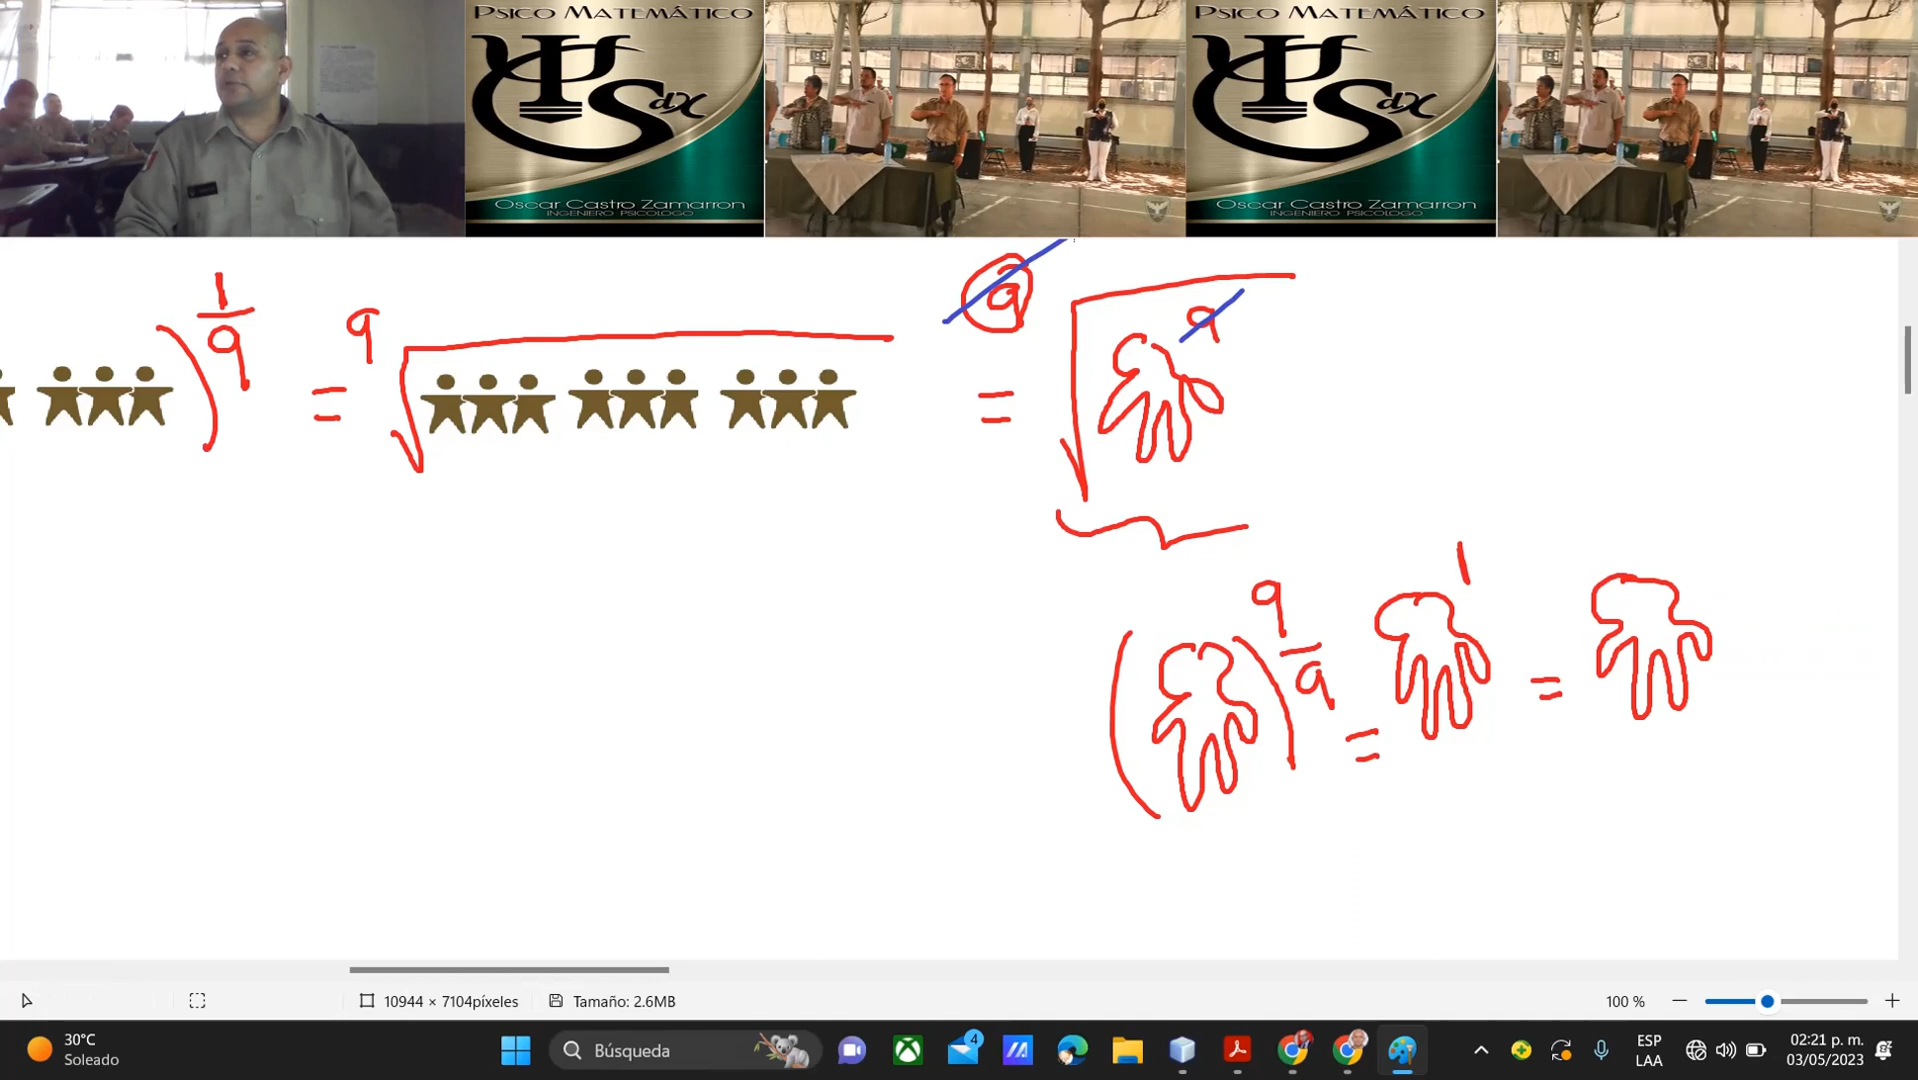 PSICO MATEMÁTICO
dx
Oscar Castro Zamarron
INGENIERO PSICOLOGO
PSICO MATEMÁTICO
dx
Oscar Castro Zamarron
INGENIERO PSICOLOGO
) 1/9 = 9√ = 9√ 9
( ) 9/9 = 1 =
10944 × 7104píxeles
Tamaño: 2.6MB
100 %
30°C
Soleado
Búsqueda
4
ESP
LAA
02:21 p. m.
03/05/2023